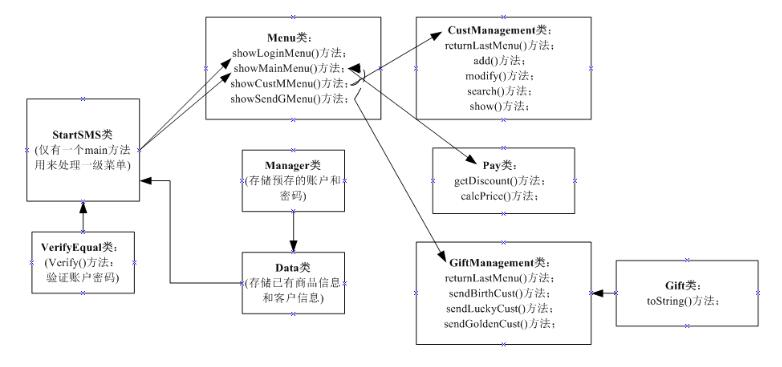 Menu类:
showLoginMenu()方法;
showMainMenu()方法;
showCustMMenu()方法;
showSendGMenu()方法;
CustManagement类:
returnLastMenu()方法;
add()方法;
modify()方法;
search()方法;
show()方法;
StartSMS类
(仅有一个main方法
用来处理一级菜单)
Manager类
(存储预存的账户和
密码)
Pay类:
getDiscount()方法;
calcPrice()方法;
VerifyEqual类:
(Verify()方法:
验证账户密码)
Data类
(存储已有商品信息
和客户信息)
GiftManagement类:
returnLastMenu()方法;
sendBirthCust()方法;
sendLuckyCust()方法;
sendGoldenCust()方法;
Gift类:
toString()方法;